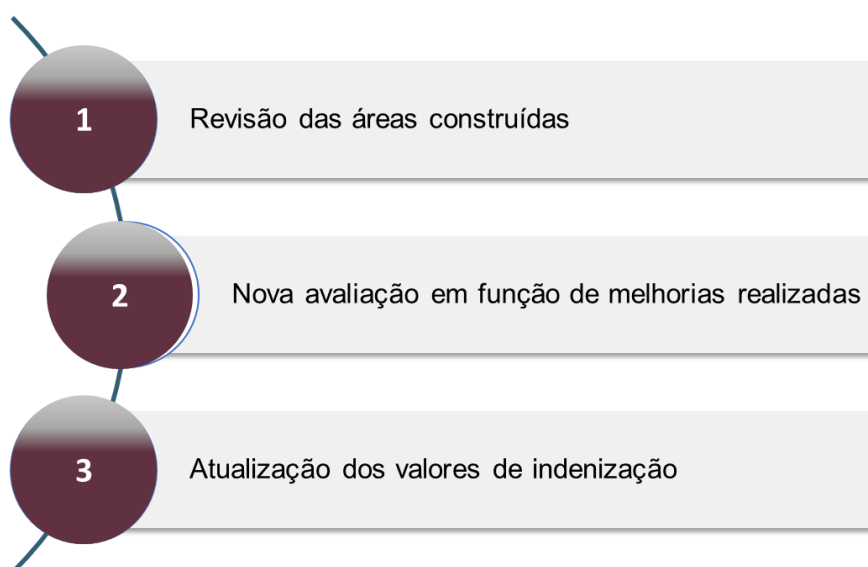 1
Revisão das áreas construídas
2
Nova avaliação em função de melhorias realizadas
3
Atualização dos valores de indenização